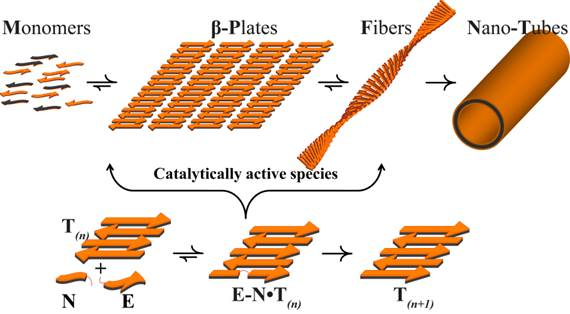 Monomers β-Plates Fibers Nano-Tubes
Catalytically active species
T(n)
+
N E E-N•T(n) T(n+1)